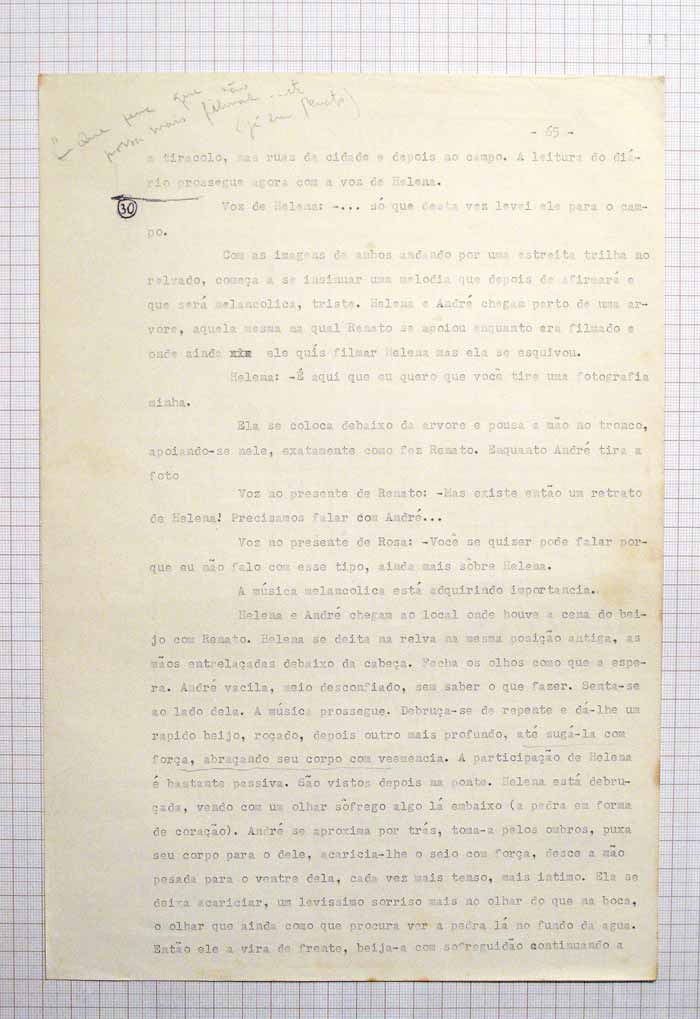 " – Que pena que não
possa mais filmar ... etc
(já em Renato)
- 65 -
a tiracolo, mas ruas da cidade e depois no campo. A leitura do diá-
rio prossegue agora com a voz de Helena.
30
Voz de Helena: -... só que desta vez levei ele para o cam-
po.
Com as imagens de ambos andando por uma estreita trilha no
relvado, começa a se insinuar uma melodia que depois de afirmará e
que será melancolica, triste. Helena e André chegam perto de uma ar-
vore, aquela mesma na qual Renato se apoiou enquanto era filmado e
onde ainda ele quís filmar Helena mas ela se esquivou.
Helena: -É aqui que eu quero que você tire uma fotografia
minha.
Ela se coloca debaixo da arvore e pousa a mão no tronco,
apoiando-se nele, exatamente como fez Renato. Enquanto André tira a
foto
Voz no presente de Renato: -Mas existe então um retrato
de Helena! Precisamos falar com André...
Voz no presente de Rosa: -Você se quizer pode falar por-
que eu não falo com esse tipo, ainda mais sôbre Helena.
A música melancolica está adquirindo importancia.
Helena e André chegam ao local onde houve a cena do bei-
jo com Renato. Helena se deita na relva na mesma posição antiga, as
mãos entrelaçadas debaixo da cabeça. Fecha os olhos como que a espe-
ra. André vacila, meio desconfiado, sem saber o que fazer. Senta-se
ao lado dela. A música prossegue. Debruça-se de repente e dá-lhe um
rapido beijo, roçado, depois outro mais profundo, até sugá-la com
força, abraçando seu corpo com veemencia. A participação de Helena
é bastante passiva. São vistos depois na ponte. Helena está debru-
çada, vendo com um olhar sôfrego algo lá embaixo (a pedra em forma
de coração). André se aproxima por trás, toma-a pelos ombros, puxa
seu corpo para o dele, acaricia-lhe o seio com força, desce a mão
pesada para o ventre dela, cada vez mais tenso, mais intimo. Ela se
deixa acariciar, um levissimo sorriso mais no olhar do que na boca,
o olhar que ainda como que procura ver a pedra lá no fundo da agua.
Então ele a vira de frente, beija-a com sofreguidão continuando a